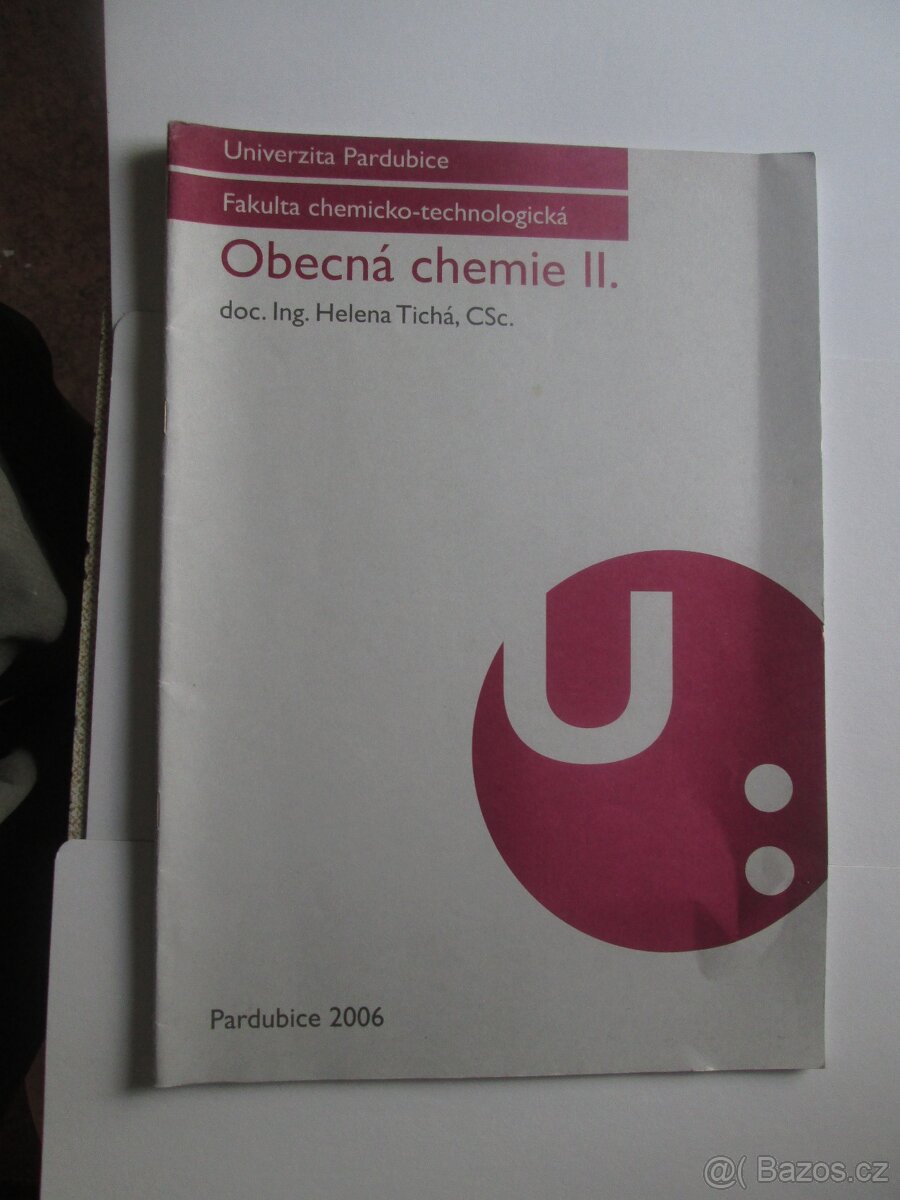 Univerzita Pardubice
Fakulta chemicko-technologická
Obecná chemie II.
doc. Ing. Helena Tichá, CSc.
U:
Pardubice 2006
@( Bazos.cz